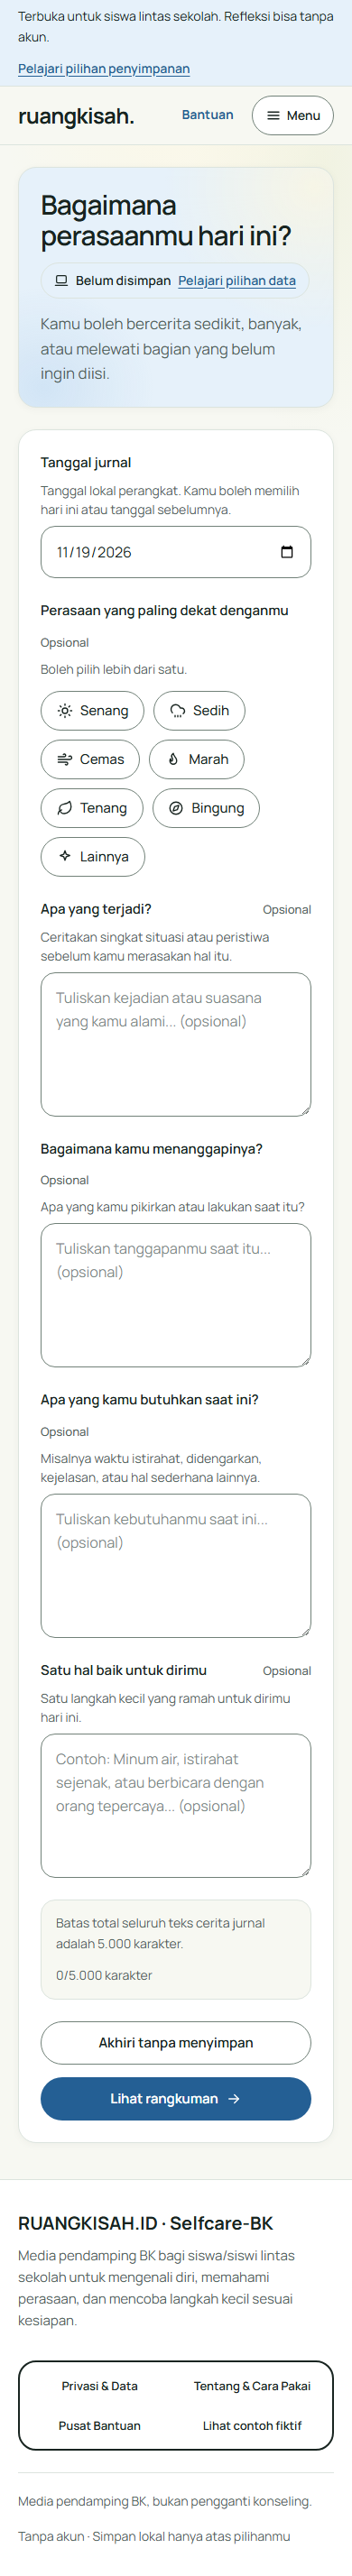 Terbuka untuk siswa lintas sekolah. Refleksi bisa tanpa
akun.
Pelajari pilihan penyimpanan
ruangkisah.
Bantuan
Menu
Bagaimana
perasaanmu hari ini?
Belum disimpan Pelajari pilihan data
Kamu boleh bercerita sedikit, banyak,
atau melewati bagian yang belum
ingin diisi.
Tanggal jurnal
Tanggal lokal perangkat. Kamu boleh memilih
hari ini atau tanggal sebelumnya.
11/19/2026
Perasaan yang paling dekat denganmu
Opsional
Boleh pilih lebih dari satu.
Senang
Sedih
Cemas
Marah
Tenang
Bingung
Lainnya
Apa yang terjadi?
Opsional
Ceritakan singkat situasi atau peristiwa
sebelum kamu merasakan hal itu.
Tuliskan kejadian atau suasana
yang kamu alami... (opsional)
Bagaimana kamu menanggapinya?
Opsional
Apa yang kamu pikirkan atau lakukan saat itu?
Tuliskan tanggapanmu saat itu...
(opsional)
Apa yang kamu butuhkan saat ini?
Opsional
Misalnya waktu istirahat, didengarkan,
kejelasan, atau hal sederhana lainnya.
Tuliskan kebutuhanmu saat ini...
(opsional)
Satu hal baik untuk dirimu
Opsional
Satu langkah kecil yang ramah untuk dirimu
hari ini.
Contoh: Minum air, istirahat
sejenak, atau berbicara dengan
orang tepercaya... (opsional)
Batas total seluruh teks cerita jurnal
adalah 5.000 karakter.
0/5.000 karakter
Akhiri tanpa menyimpan
Lihat rangkuman →
RUANGKISAH.ID · Selfcare-BK
Media pendamping BK bagi siswa/siswi lintas
sekolah untuk mengenali diri, memahami
perasaan, dan mencoba langkah kecil sesuai
kesiapan.
Privasi & Data
Tentang & Cara Pakai
Pusat Bantuan
Lihat contoh fiktif
Media pendamping BK, bukan pengganti konseling.
Tanpa akun · Simpan lokal hanya atas pilihanmu